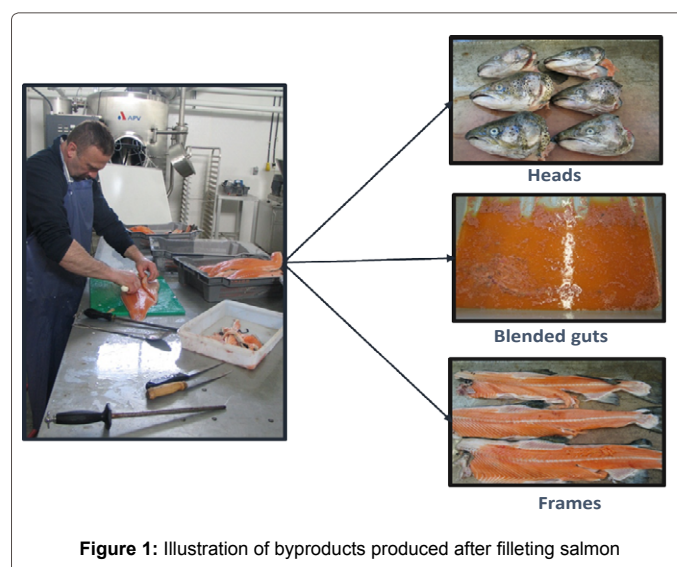 APV
Heads
Blended guts
Frames
Figure 1: Illustration of byproducts produced after filleting salmon